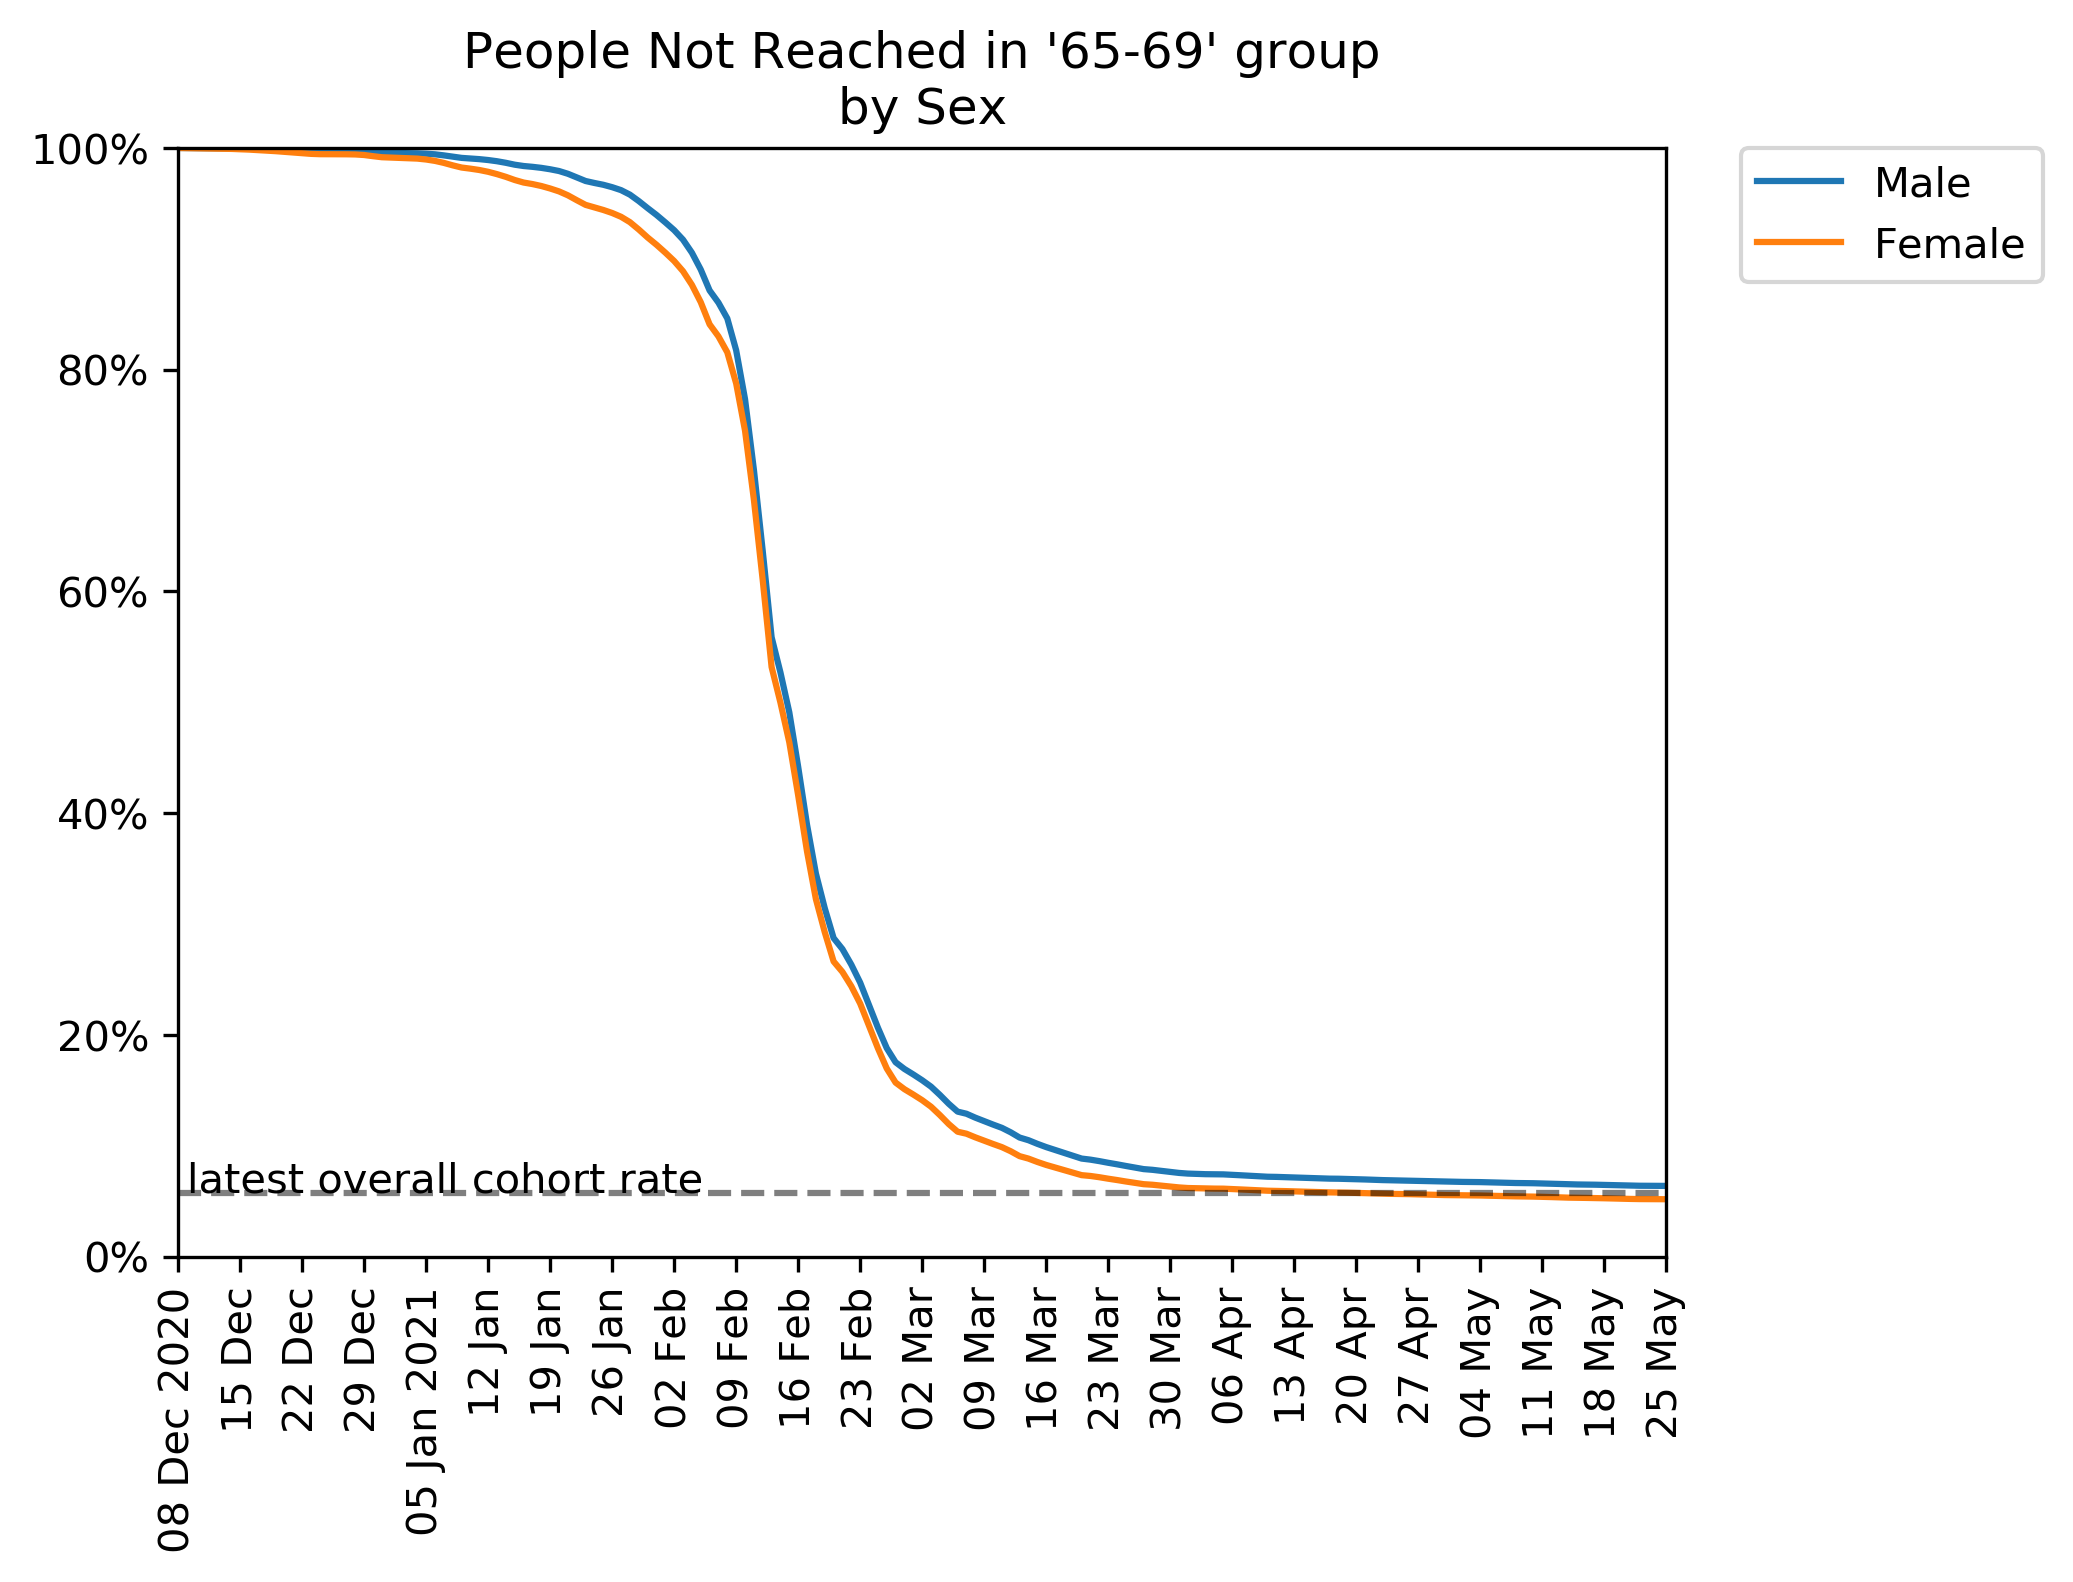 People Not Reached in '65-69' group
by Sex
100%
80%
60%
40%
20%
0%
Male
Female
latest overall cohort rate
08 Dec 2020
15 Dec
22 Dec
29 Dec
05 Jan 2021
12 Jan
19 Jan
26 Jan
02 Feb
09 Feb
16 Feb
23 Feb
02 Mar
09 Mar
16 Mar
23 Mar
30 Mar
06 Apr
13 Apr
20 Apr
27 Apr
04 May
11 May
18 May
25 May